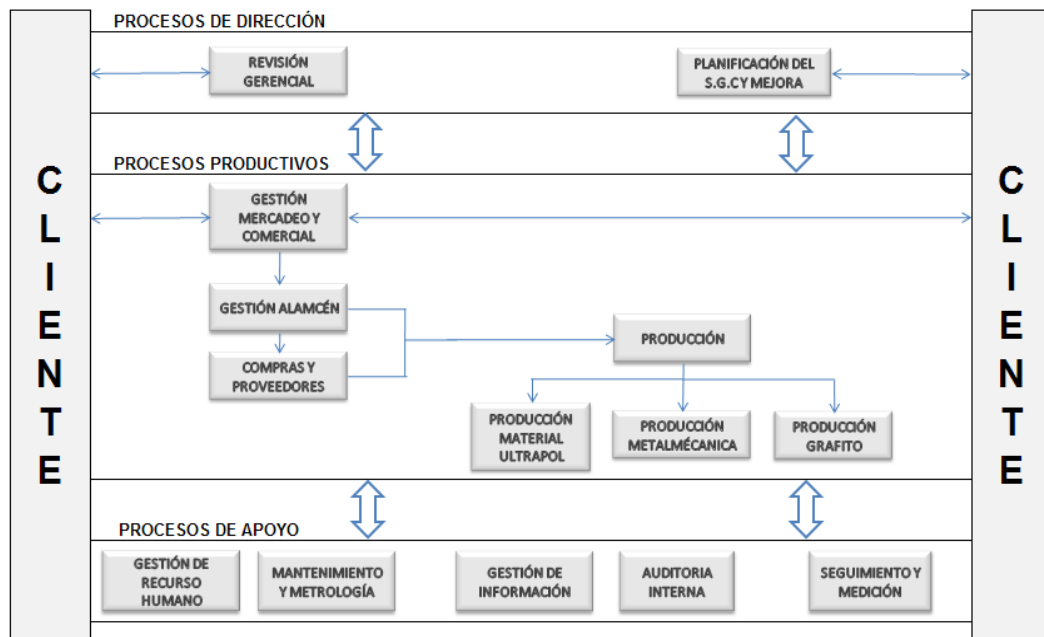 PROCESOS DE DIRECCIÓN
REVISIÓN
GERENCIAL
PLANIFICACIÓN DEL
S.G.CY MEJORA
PROCESOS PRODUCTIVOS
C
L
I
E
N
T
E
GESTIÓN
MERCADEO Y
COMERCIAL
GESTIÓN ALAMCÉN
COMPRAS Y
PROVEEDORES
PRODUCCIÓN
PRODUCCIÓN
MATERIAL
ULTRAPOL
PRODUCCIÓN
METALMÉCANICA
PRODUCCIÓN
GRAFITO
C
L
I
E
N
T
E
PROCESOS DE APOYO
GESTIÓN DE
RECURSO
HUMANO
MANTENIMIENTO
Y METROLOGÍA
GESTIÓN DE
INFORMACIÓN
AUDITORIA
INTERNA
SEGUIMIENTO Y
MEDICIÓN